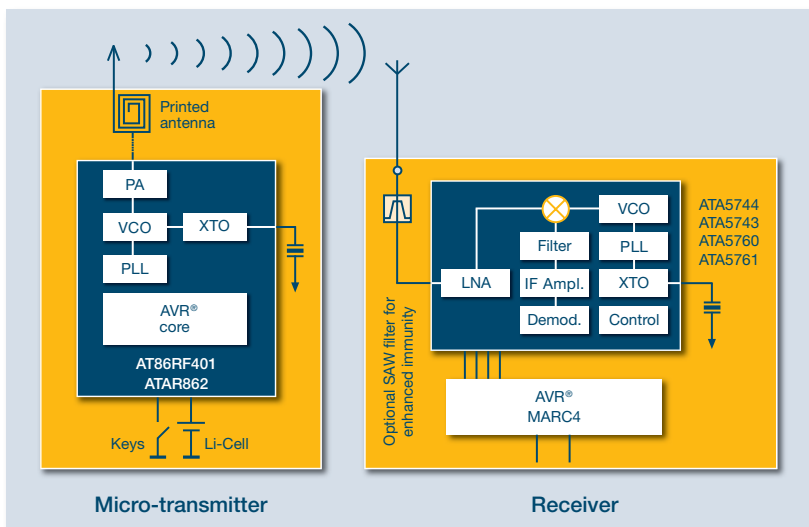 Printed
antenna
PA
VCO
XTO
PLL
AVR®
core
AT86RF401
ATAR862
Keys
Li-Cell
Micro-transmitter
Optional SAW filter for
enhanced immunity
LNA
VCO
Filter
PLL
IF Ampl.
XTO
Demod.
Control
ATA5744
ATA5743
ATA5760
ATA5761
AVR®
MARC4
Receiver